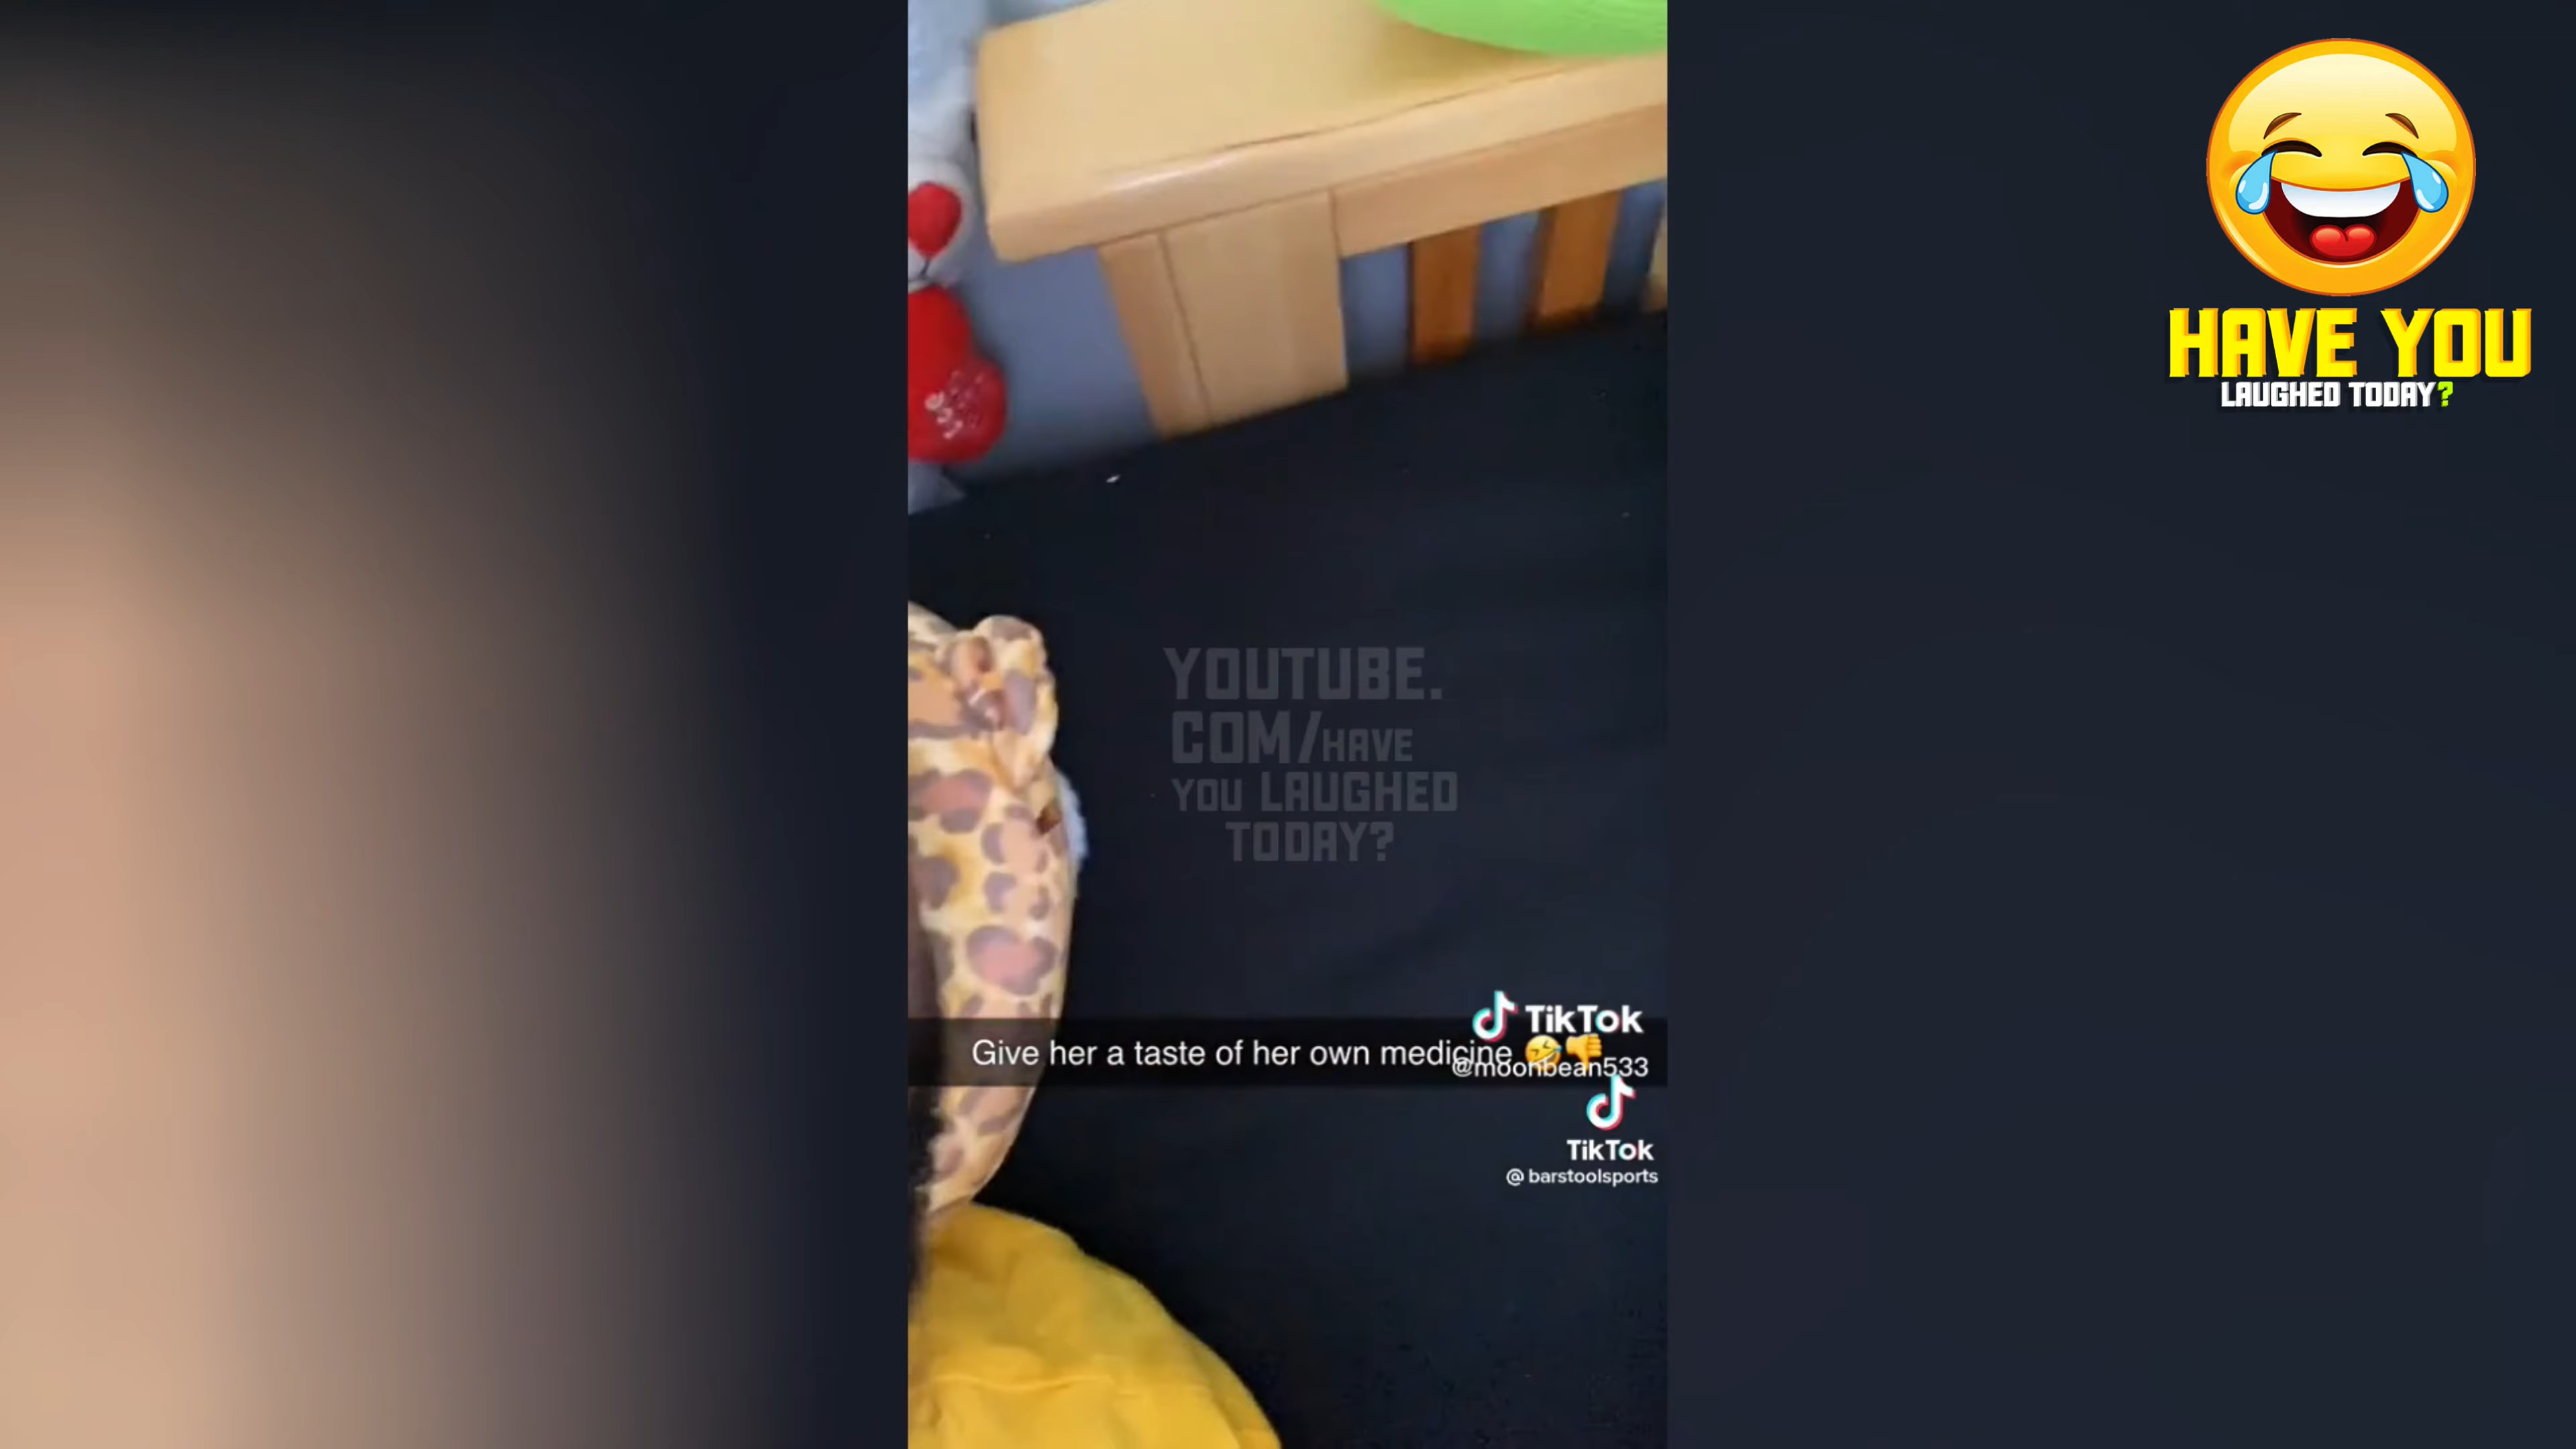 HAVE YOU
LAUGHED TODAY?
YOUTUBE.
COM/HAVE
YOU LAUGHED
TODAY?
TikTok
Give her a taste of her own medicine 🤣👎
@moonbean533
TikTok
@barstoolsports